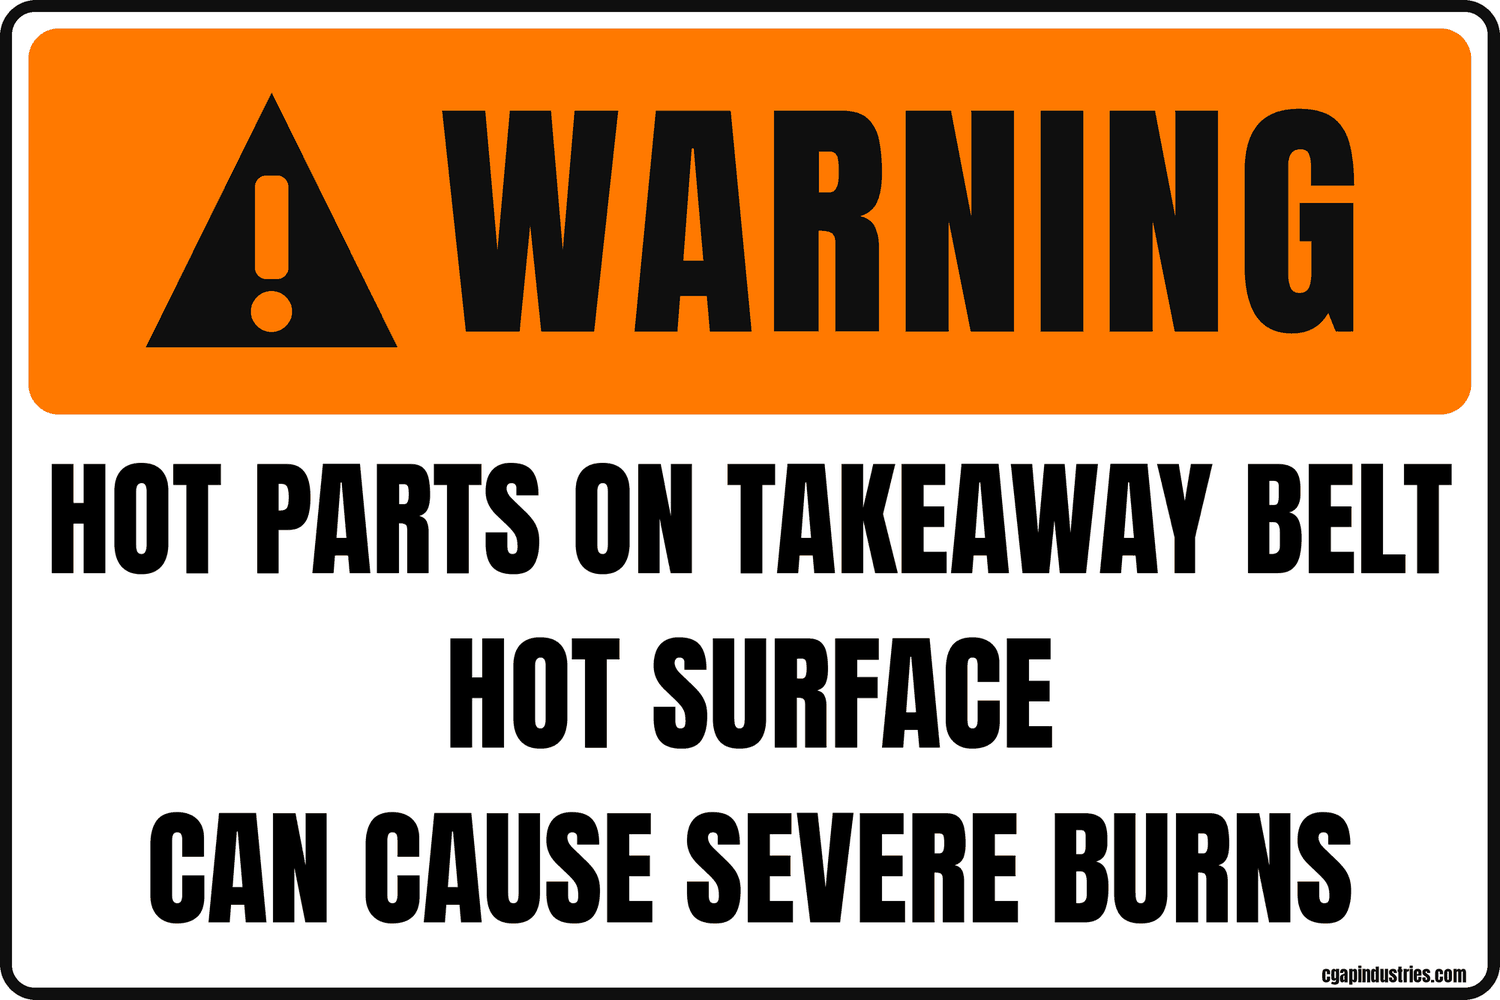 WARNING
HOT PARTS ON TAKEAWAY BELT
HOT SURFACE
CAN CAUSE SEVERE BURNS
cgapindustries.com